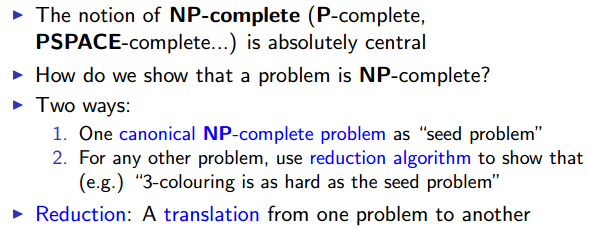 ▶ The notion of NP-complete (P-complete,
PSPACE-complete...) is absolutely central
▶ How do we show that a problem is NP-complete?
▶ Two ways:
1. One canonical NP-complete problem as “seed problem”
2. For any other problem, use reduction algorithm to show that
(e.g.) “3-colouring is as hard as the seed problem”
▶ Reduction: A translation from one problem to another